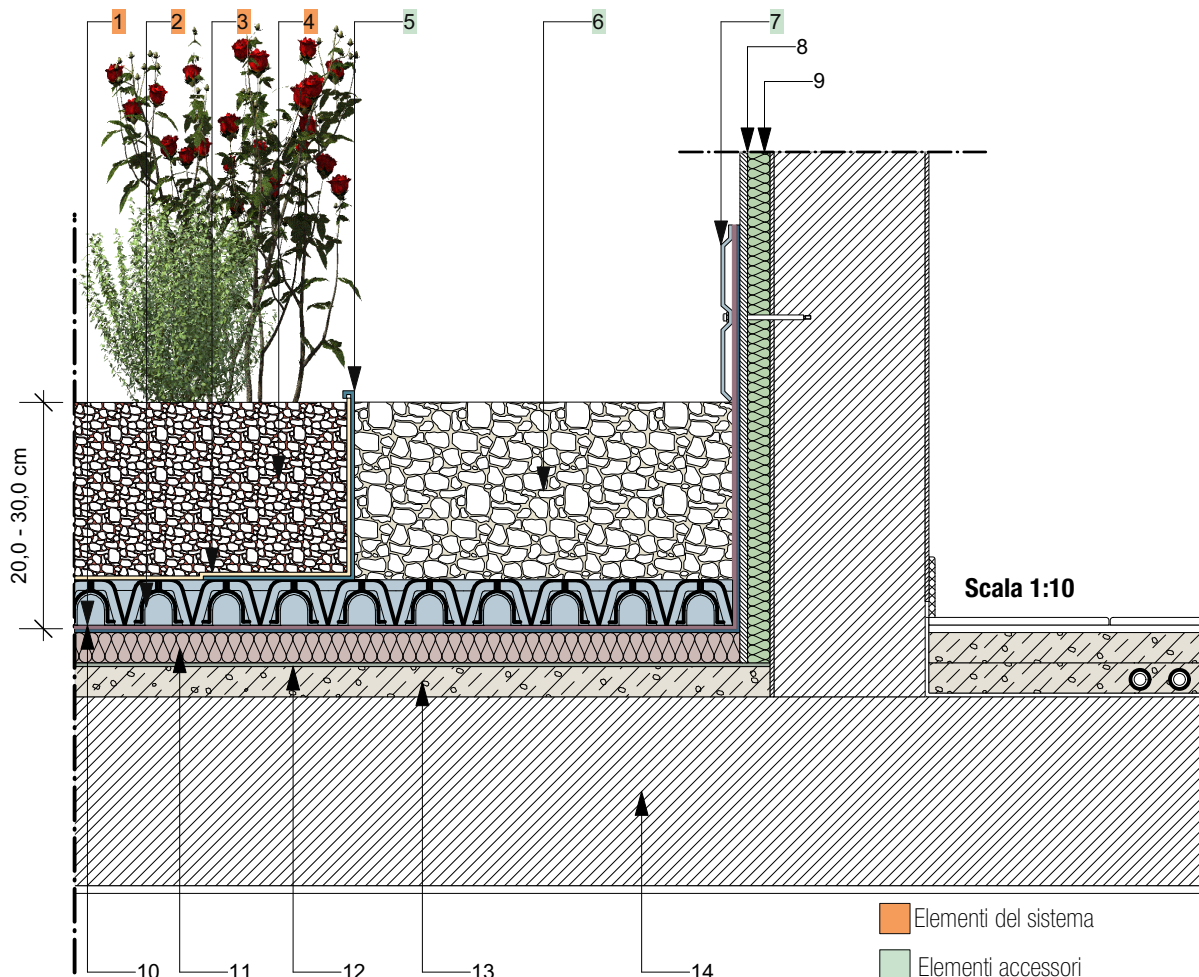 1 2 3 4 5 6 7
8
9
20,0 - 30,0 cm
Scala 1:10
Elementi del sistema
Elementi accessori
10 11 12 13 14